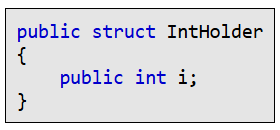 public struct IntHolder
{
    public int i;
}